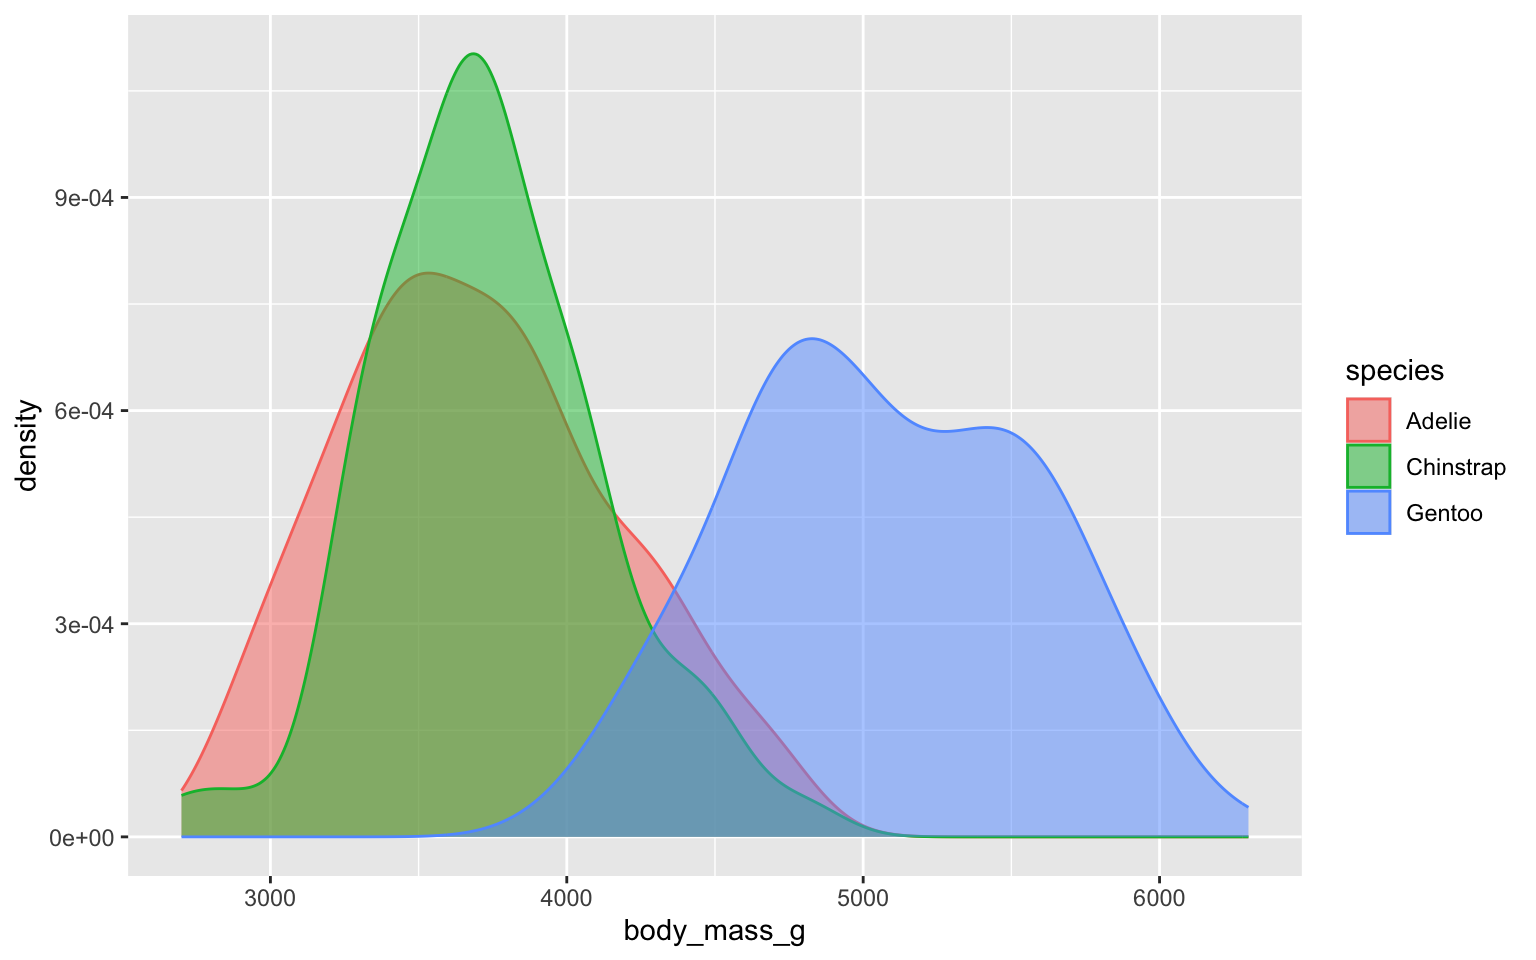 density
9e-04
6e-04
3e-04
0e+00
3000
4000
5000
6000
body_mass_g
species
Adelie
Chinstrap
Gentoo